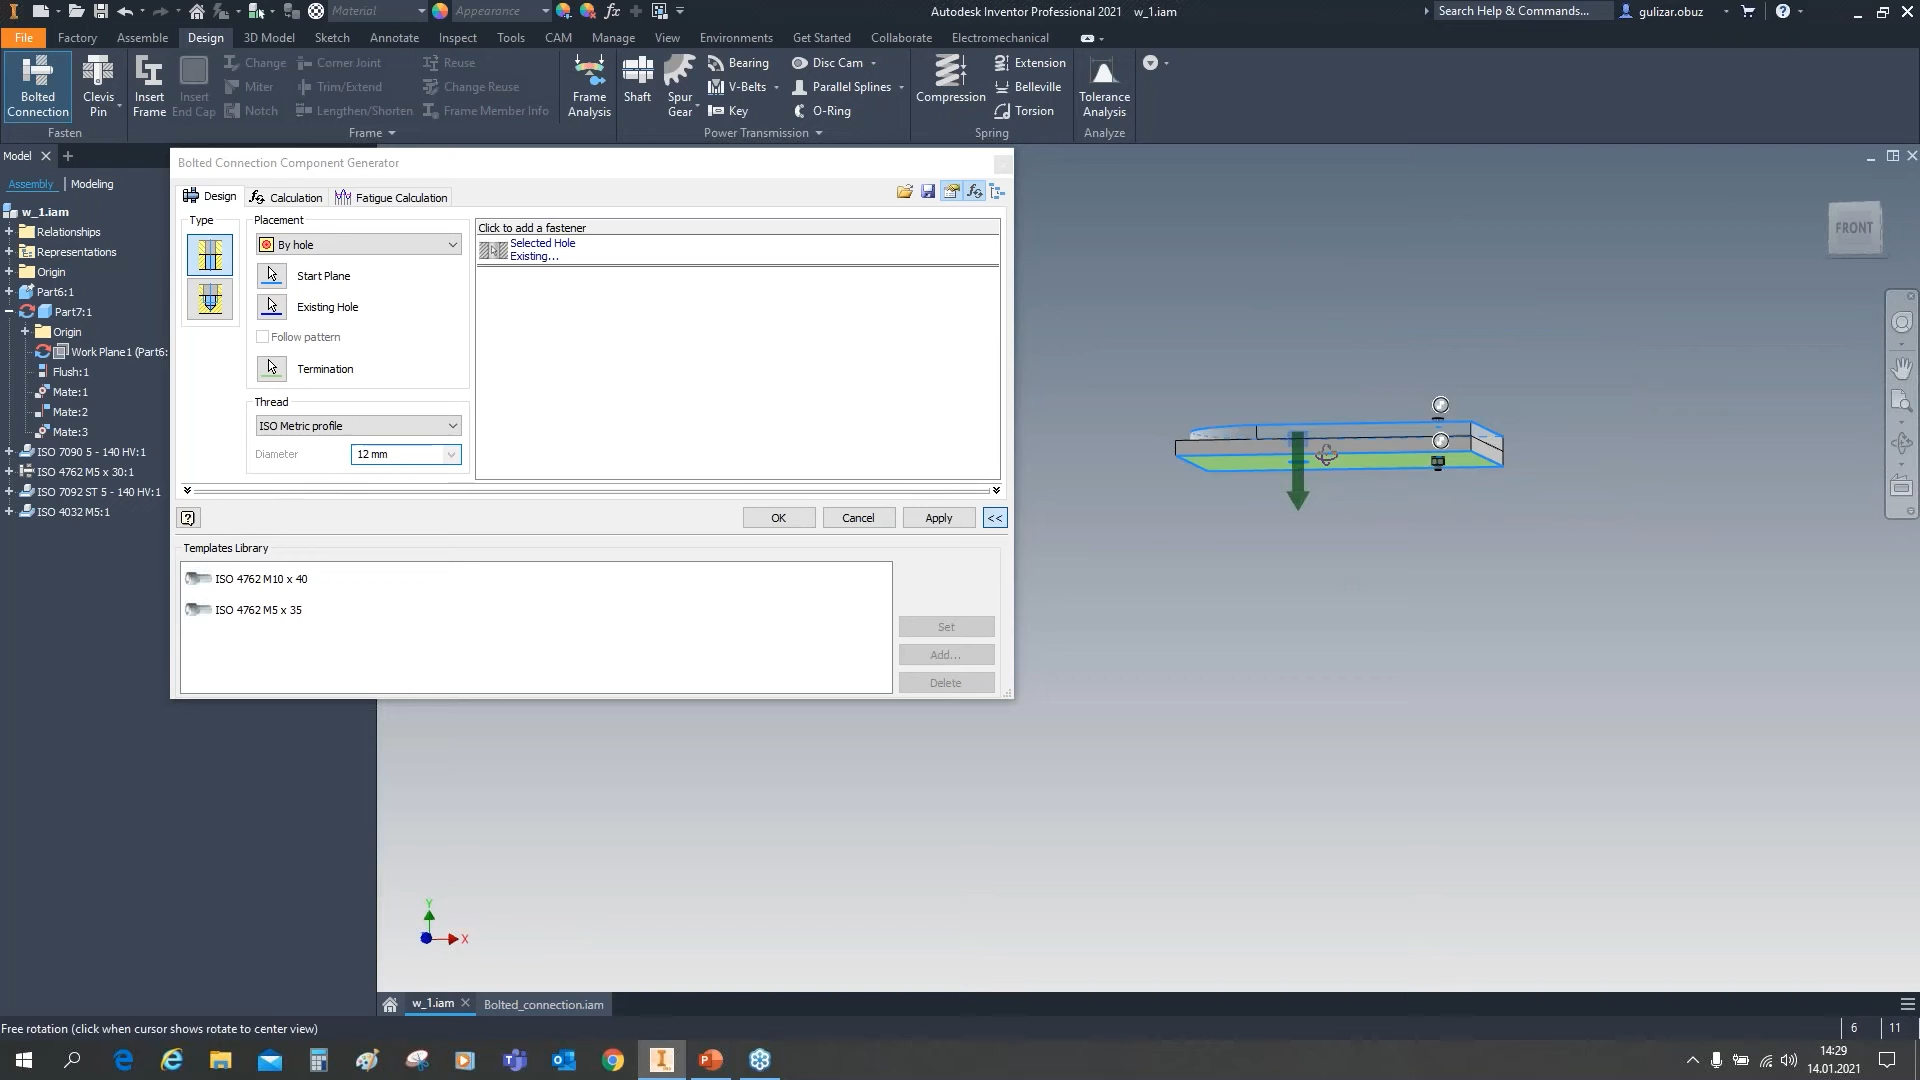 Material
Appearance
Autodesk Inventor Professional 2021 w_1.iam
Search Help & Commands...
gulizar.obuz
File Factory Assemble Design 3D Model Sketch Annotate Inspect Tools CAM Manage View Environments Get Started Collaborate Electromechanical
Bolted Connection
Clevis Pin
Insert Frame
Insert End Cap
Change
Miter
Notch
Corner Joint
Trim/Extend
Lengthen/Shorten
Reuse
Change Reuse
Frame Member Info
Frame Analysis
Shaft
Spur Gear
Bearing
V-Belts
Key
Disc Cam
Parallel Splines
O-Ring
Compression
Extension
Belleville
Torsion
Tolerance Analysis
Fasten
Frame
Power Transmission
Spring
Analyze
Model
Assembly
Modeling
w_1.iam
Relationships
Representations
Origin
Part6:1
Part7:1
Origin
Work Plane1 (Part6:
Flush:1
Mate:1
Mate:2
Mate:3
ISO 7090 5 - 140 HV:1
ISO 4762 M5 x 30:1
ISO 7092 ST 5 - 140 HV:1
ISO 4032 M5:1
Bolted Connection Component Generator
Design
Calculation
Fatigue Calculation
Type
Placement
By hole
Start Plane
Existing Hole
Follow pattern
Termination
Thread
ISO Metric profile
Diameter
12 mm
Click to add a fastener
Selected Hole
Existing...
OK
Cancel
Apply
<<
Templates Library
ISO 4762 M10 x 40
ISO 4762 M5 x 35
Set
Add...
Delete
FRONT
Y
X
w_1.iam
Bolted_connection.iam
Free rotation (click when cursor shows rotate to center view)
6
11
14:29
14.01.2021